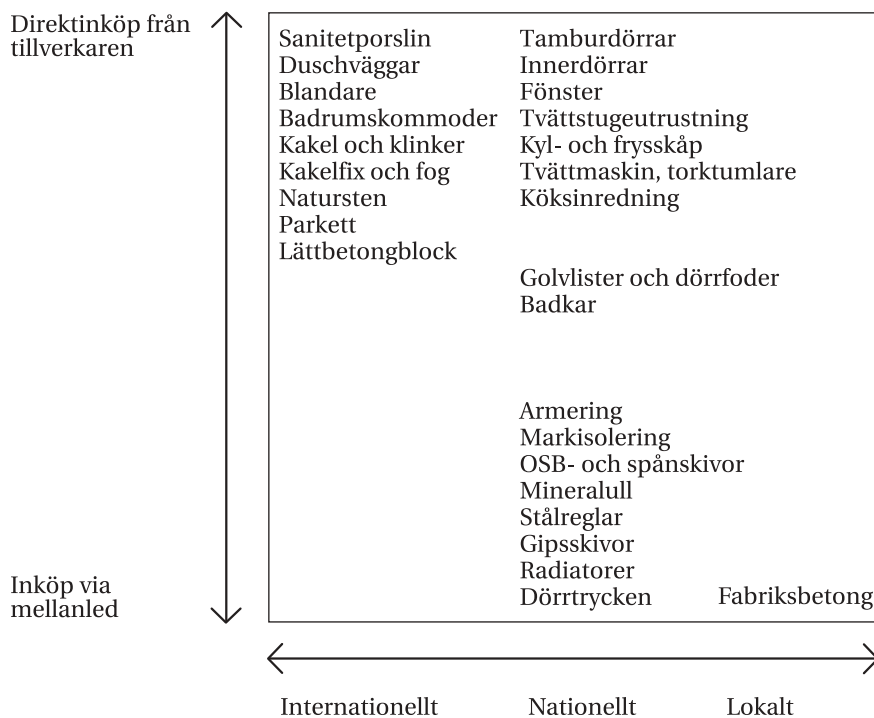 Direktinköp från
tillverkaren
Sanitetporslin
Duschväggar
Blandare
Badrumskommoder
Kakel och klinker
Kakelfix och fog
Natursten
Parkett
Lättbetongblock
Tamburdörrar
Innerdörrar
Fönster
Tvättstugeutrustning
Kyl- och frysskåp
Tvättmaskin, torktumlare
Köksinredning
Golvlister och dörrfoder
Badkar
Armering
Markisolering
OSB- och spånskivor
Mineralull
Stålreglar
Gipsskivor
Radiatorer
Dörrtrycken
Fabriksbetong
Inköp via
mellanled
Internationellt
Nationellt
Lokalt